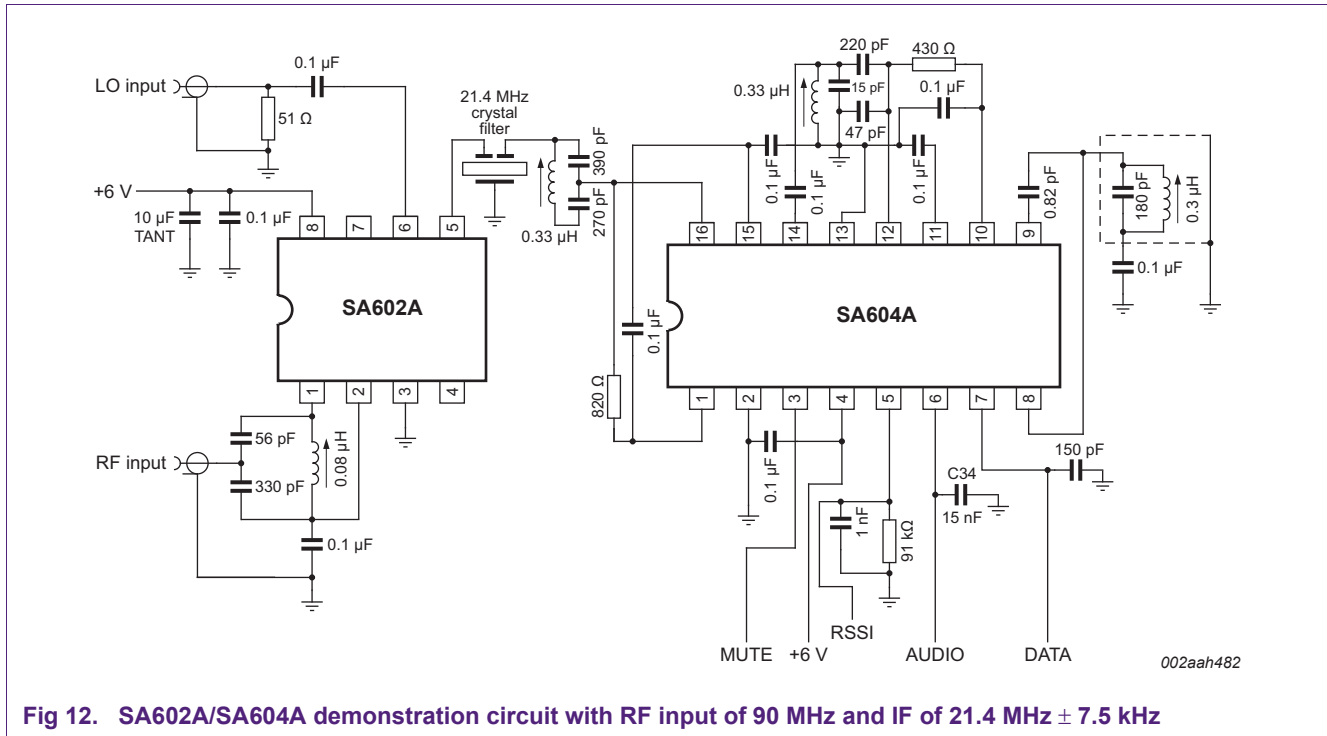 LO input
0.1 µF
51 Ω
+6 V
10 µF
TANT
0.1 µF
8
7
6
5
SA602A
1
2
3
4
RF input
56 pF
330 pF
0.08 µH
0.1 µF
21.4 MHz
crystal
filter
0.33 µH
390 pF
270 pF
820 Ω
0.1 µF
0.1 µF
0.1 µF
0.33 µH
220 pF
15 pF
47 pF
430 Ω
0.1 µF
0.1 µF
16
15
14
13
12
11
10
9
SA604A
1
2
3
4
5
6
7
8
0.82 pF
180 pF
0.3 µH
0.1 µF
0.1 µF
1 nF
91 kΩ
C34
15 nF
150 pF
MUTE
+6 V
RSSI
AUDIO
DATA
002aah482
Fig 12. SA602A/SA604A demonstration circuit with RF input of 90 MHz and IF of 21.4 MHz ± 7.5 kHz